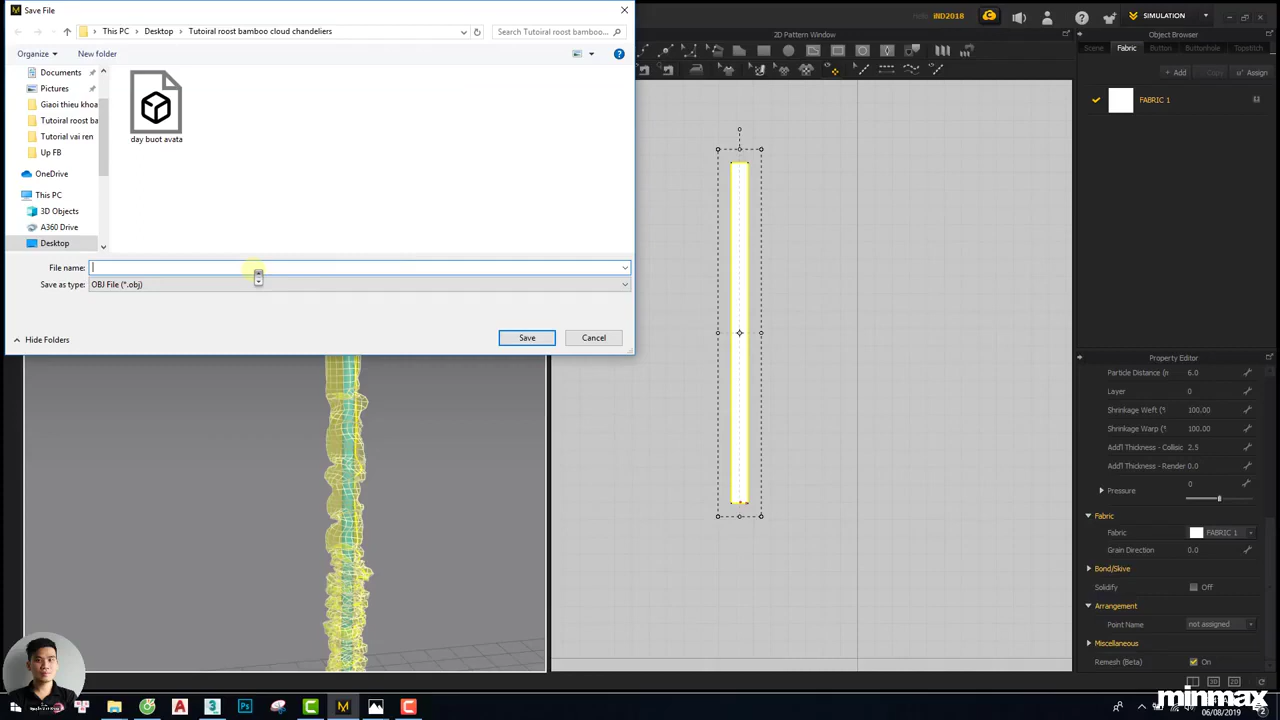 Save File
iND2018
SIMULATION
This PC > Desktop > Tutoiral roost bamboo cloud chandeliers
Search Tutoiral roost bamboo...
2D Pattern Window
Object Browser
Organize
New folder
Scene
Fabric
Button
Buttonhole
Topstitch
Documents
Pictures
Giaoi thieu khoa
Tutoiral roost ba
Tutorial vai ren
Up FB
OneDrive
This PC
3D Objects
A360 Drive
Desktop
day buot avata
Add
Copy
Assign
FABRIC 1
File name:
Save as type:
OBJ File (*.obj)
Hide Folders
Save
Cancel
Property Editor
Particle Distance (n
6.0
Layer
0
Shrinkage Weft (%
100.00
Shrinkage Warp (%
100.00
Add'l Thickness - Collisic
2.5
Add'l Thickness - Render
0.0
Pressure
0
Fabric
Fabric
FABRIC 1
Grain Direction
0.0
Bond/Skive
Solidify
Off
Arrangement
Point Name
not assigned
Miscellaneous
Remesh (Beta)
On
minmax
06/08/2019